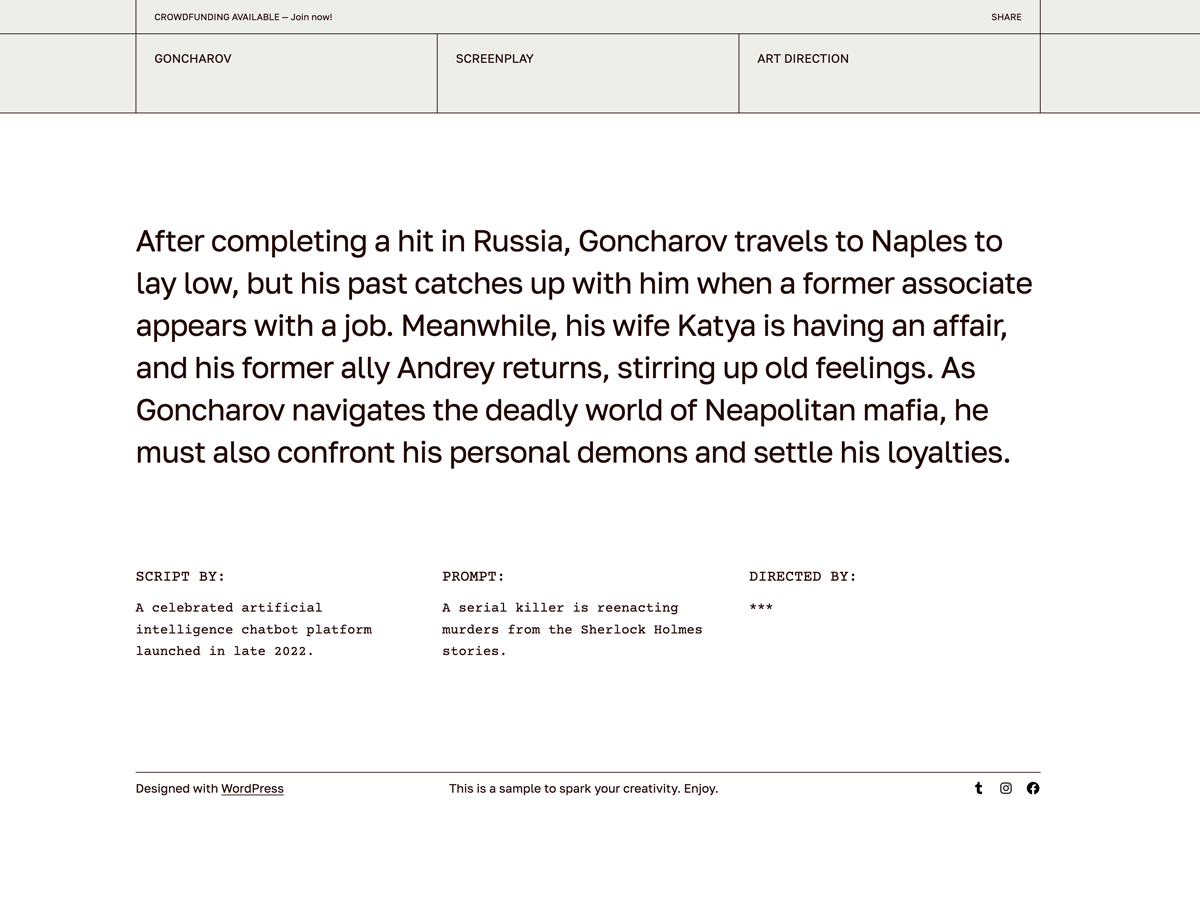 CROWDFUNDING AVAILABLE — Join now!
SHARE
GONCHAROV
SCREENPLAY
ART DIRECTION
After completing a hit in Russia, Goncharov travels to Naples to
lay low, but his past catches up with him when a former associate
appears with a job. Meanwhile, his wife Katya is having an affair,
and his former ally Andrey returns, stirring up old feelings. As
Goncharov navigates the deadly world of Neapolitan mafia, he
must also confront his personal demons and settle his loyalties.
SCRIPT BY:
A celebrated artificial
intelligence chatbot platform
launched in late 2022.
PROMPT:
A serial killer is reenacting
murders from the Sherlock Holmes
stories.
DIRECTED BY:
***
Designed with WordPress
This is a sample to spark your creativity. Enjoy.